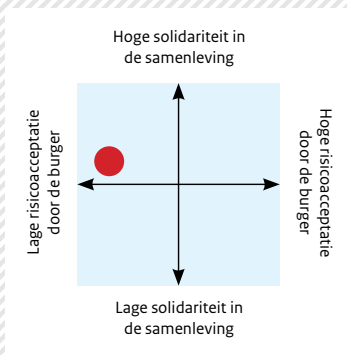 Hoge solidariteit in
de samenleving
Lage risicoacceptatie
door de burger
Hoge risicoacceptatie
door de burger
Lage solidariteit in
de samenleving